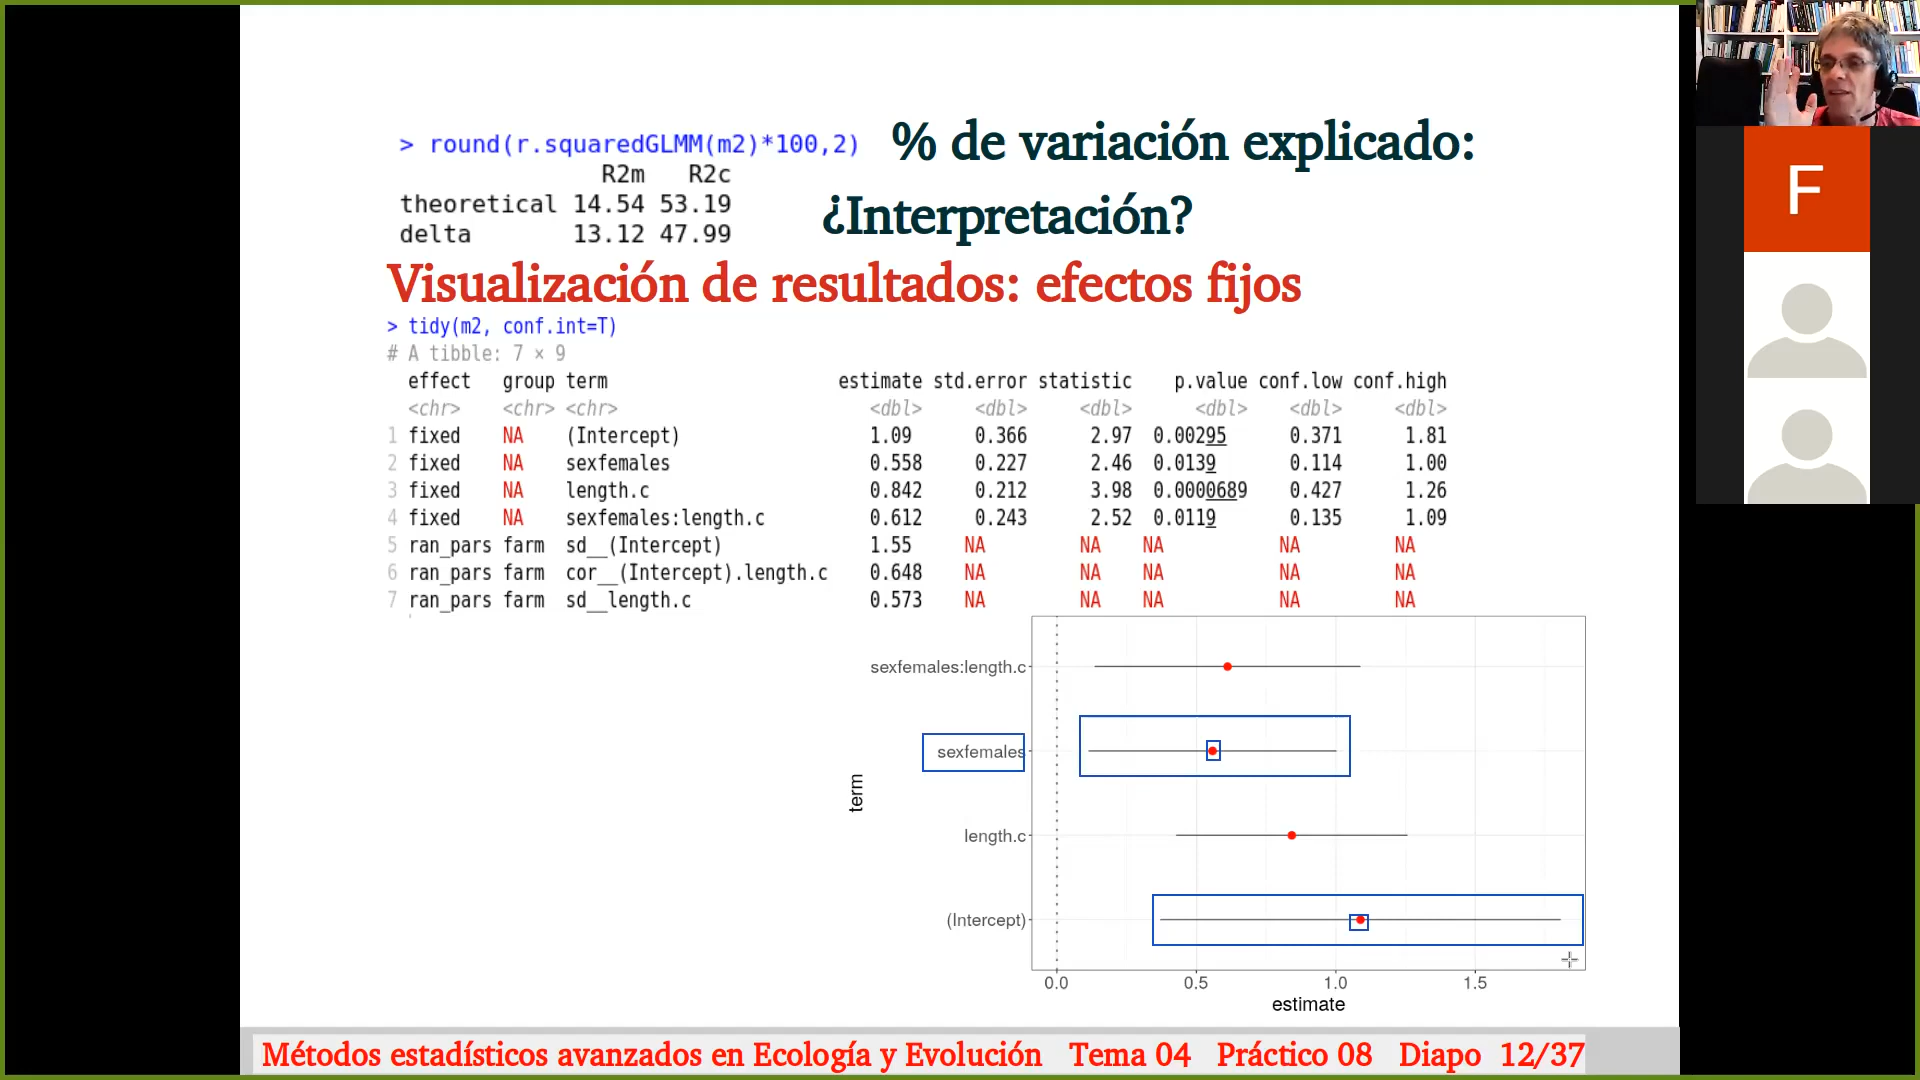 > round(r.squaredGLMM(m2)*100,2)
% de variación explicado:
R2m R2c
theoretical 14.54 53.19
delta 13.12 47.99
¿Interpretación?
Visualización de resultados: efectos fijos
> tidy(m2, conf.int=T)
# A tibble: 7 × 9
effect group term estimate std.error statistic p.value conf.low conf.high
<chr> <chr> <chr> <dbl> <dbl> <dbl> <dbl> <dbl> <dbl>
1 fixed NA (Intercept) 1.09 0.366 2.97 0.00295 0.371 1.81
2 fixed NA sexfemales 0.558 0.227 2.46 0.0139 0.114 1.00
3 fixed NA length.c 0.842 0.212 3.98 0.0000689 0.427 1.26
4 fixed NA sexfemales:length.c 0.612 0.243 2.52 0.0119 0.135 1.09
5 ran_pars farm sd__(Intercept) 1.55 NA NA NA NA NA
6 ran_pars farm cor__(Intercept).length.c 0.648 NA NA NA NA NA
7 ran_pars farm sd__length.c 0.573 NA NA NA NA NA
sexfemales:length.c
sexfemales
length.c
(Intercept)
term
0.0 0.5 1.0 1.5
estimate
Métodos estadísticos avanzados en Ecología y Evolución Tema 04 Práctico 08 Diapo 12/37
F